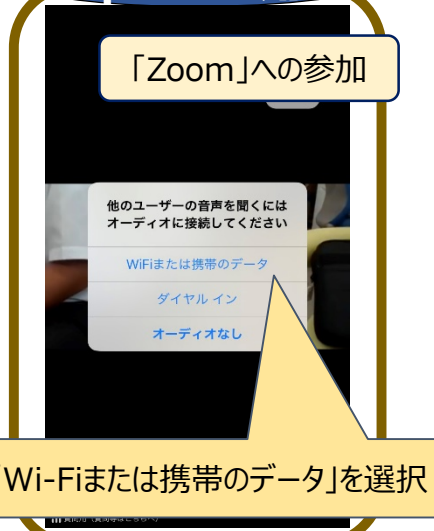 「Zoom」への参加
他のユーザーの音声を聞くには
オーディオに接続してください
WiFiまたは携帯のデータ
ダイヤル イン
オーディオなし
「Wi-Fiまたは携帯のデータ」を選択